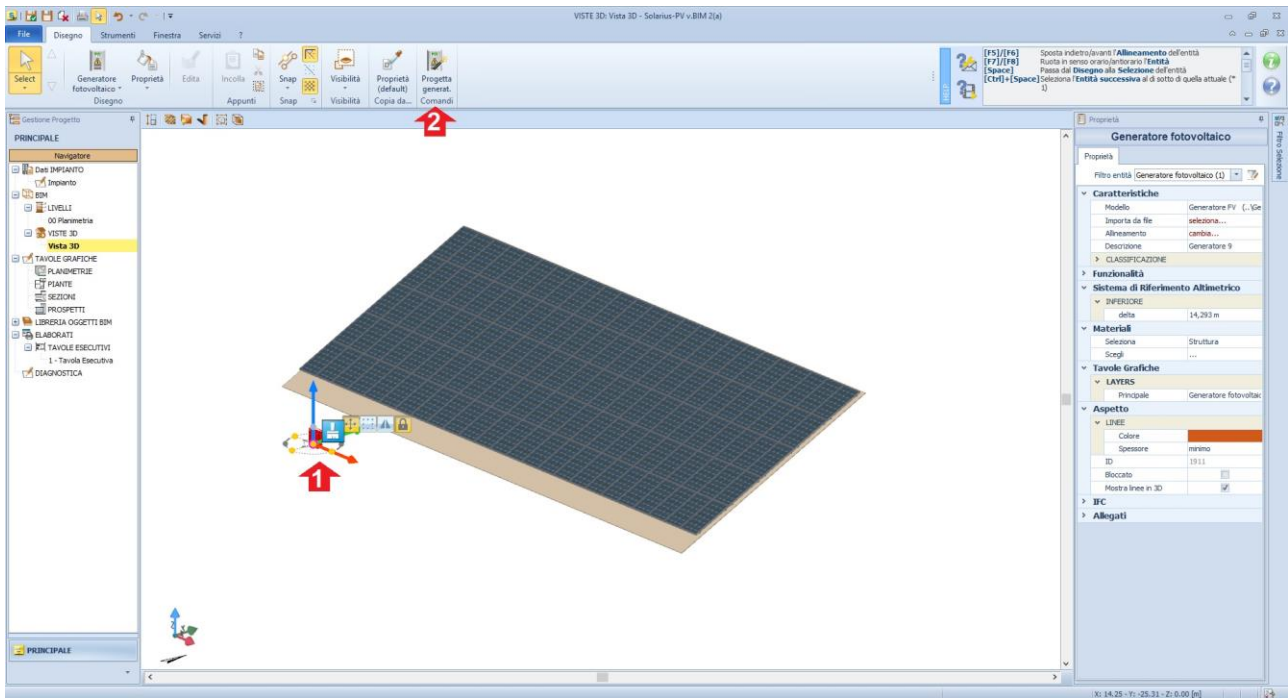 VISTE 3D: Vista 3D - Solarius-PV v.BIM 2(a)
File Disegno Strumenti Finestra Servizi ?
Select
Generatore fotovoltaico
Proprietà
Edita
Incolla
Snap
Visibilità
Proprietà (default)
Progetta generat.
Disegno Appunti Snap Visibilità Copia da... Comandi
2
HELP
[F5]/[F6] Sposta indietro/avanti l'Allineamento dell'entità
[F7]/[F8] Ruota in senso orario/antiorario l'Entità
[Space] Passa dal Disegno alla Selezione dell'entità
[Ctrl]+[Space] Seleziona l'Entità successiva al di sotto di quella attuale (*
1)
Gestione Progetto
PRINCIPALE
Navigatore
Dati IMPIANTO
Impianto
BIM
LIVELLI
00 Planimetria
VISTE 3D
Vista 3D
TAVOLE GRAFICHE
PLANIMETRIE
PIANTE
SEZIONI
PROSPETTI
LIBRERIA OGGETTI BIM
ELABORATI
TAVOLE ESECUTIVI
1 - Tavola Esecutiva
DIAGNOSTICA
PRINCIPALE
1
Z
Proprietà
Generatore fotovoltaico
Proprietà
Filtro entità Generatore fotovoltaico (1)
Caratteristiche
Modello Generatore FV (..\Ge
Importa da file seleziona...
Allineamento cambia...
Descrizione Generatore 9
CLASSIFICAZIONE
Funzionalità
Sistema di Riferimento Altimetrico
INFERIORE
delta 14,293 m
Materiali
Seleziona Struttura
Scegli ...
Tavole Grafiche
LAYERS
Principale Generatore fotovoltaic
Aspetto
LINEE
Colore
Spessore minimo
ID 1911
Bloccato
Mostra linee in 3D
IFC
Allegati
Filtro Selezione
X: 14.25 - Y: -25.31 - Z: 0.00 [m]